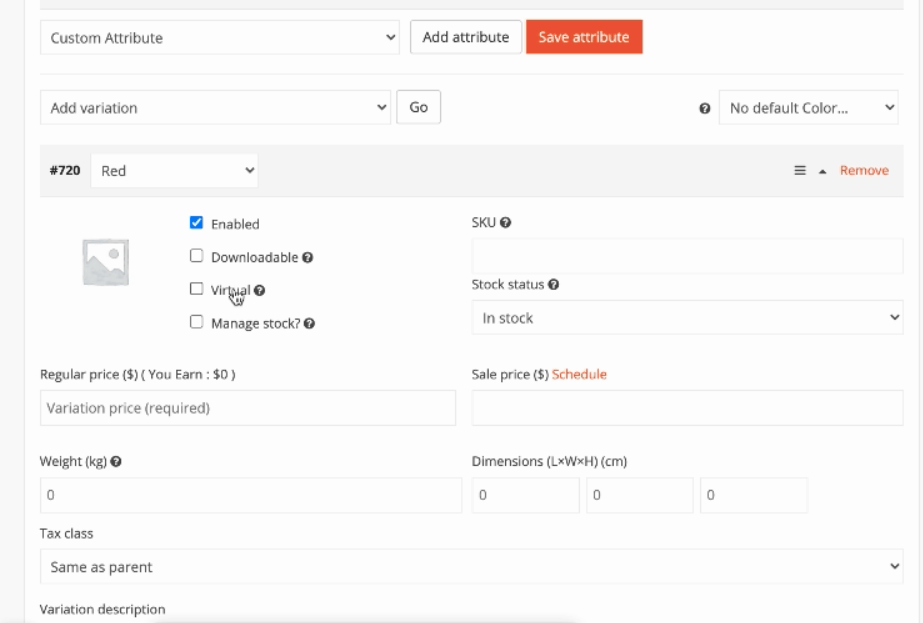 Custom Attribute Add attribute Save attribute
Add variation Go No default Color...
#720 Red Remove
Enabled
Downloadable
Virtual
Manage stock?
SKU
Stock status
In stock
Regular price ($) ( You Earn : $0 ) Sale price ($) Schedule
Variation price (required)
Weight (kg) Dimensions (L×W×H) (cm)
0 0 0 0
Tax class
Same as parent
Variation description